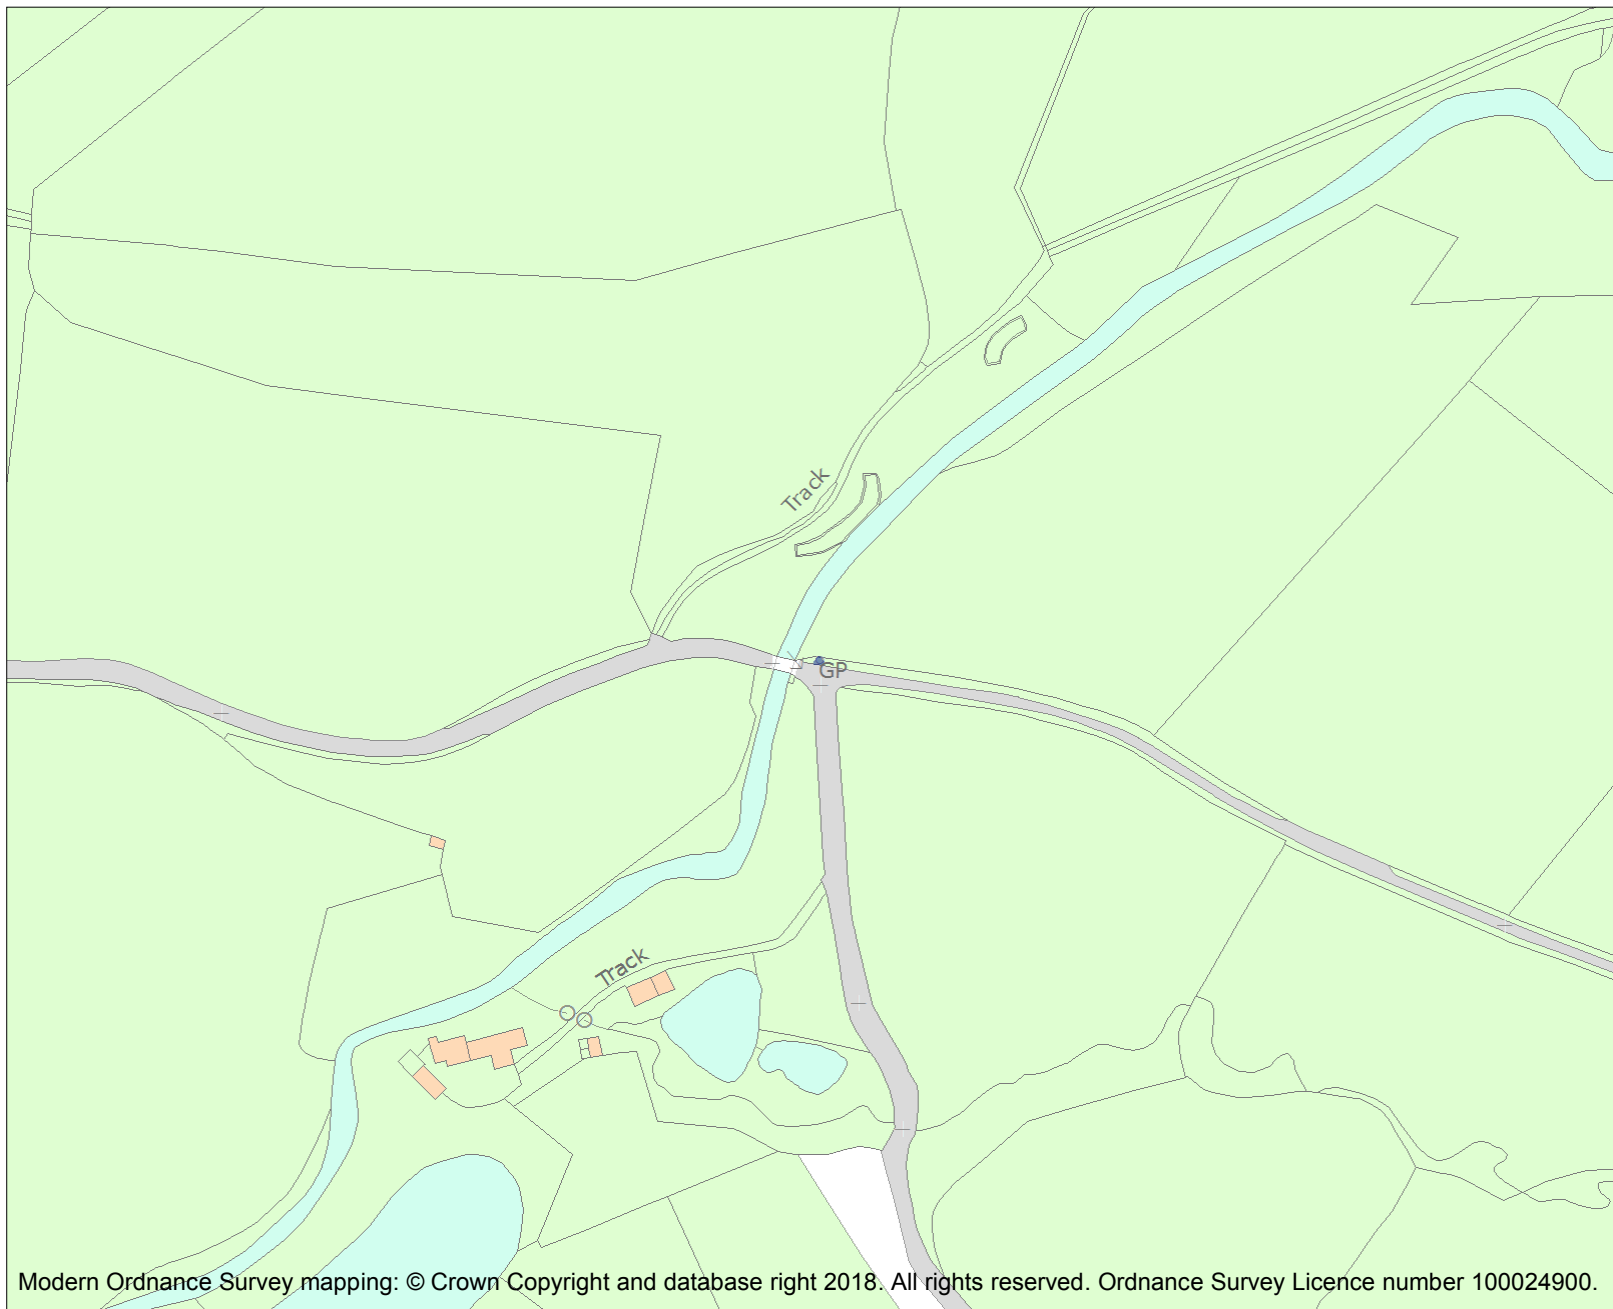 Track
GP
Track
Modern Ordnance Survey mapping: © Crown Copyright and database right 2018. All rights reserved. Ordnance Survey Licence number 100024900.